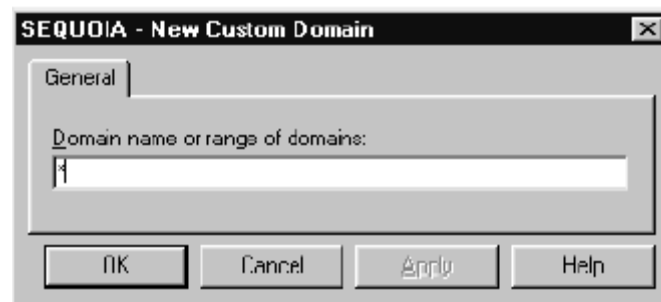 SEQUOIA - New Custom Domain
General
Domain name or range of domains:
*
OK Cancel Apply Help